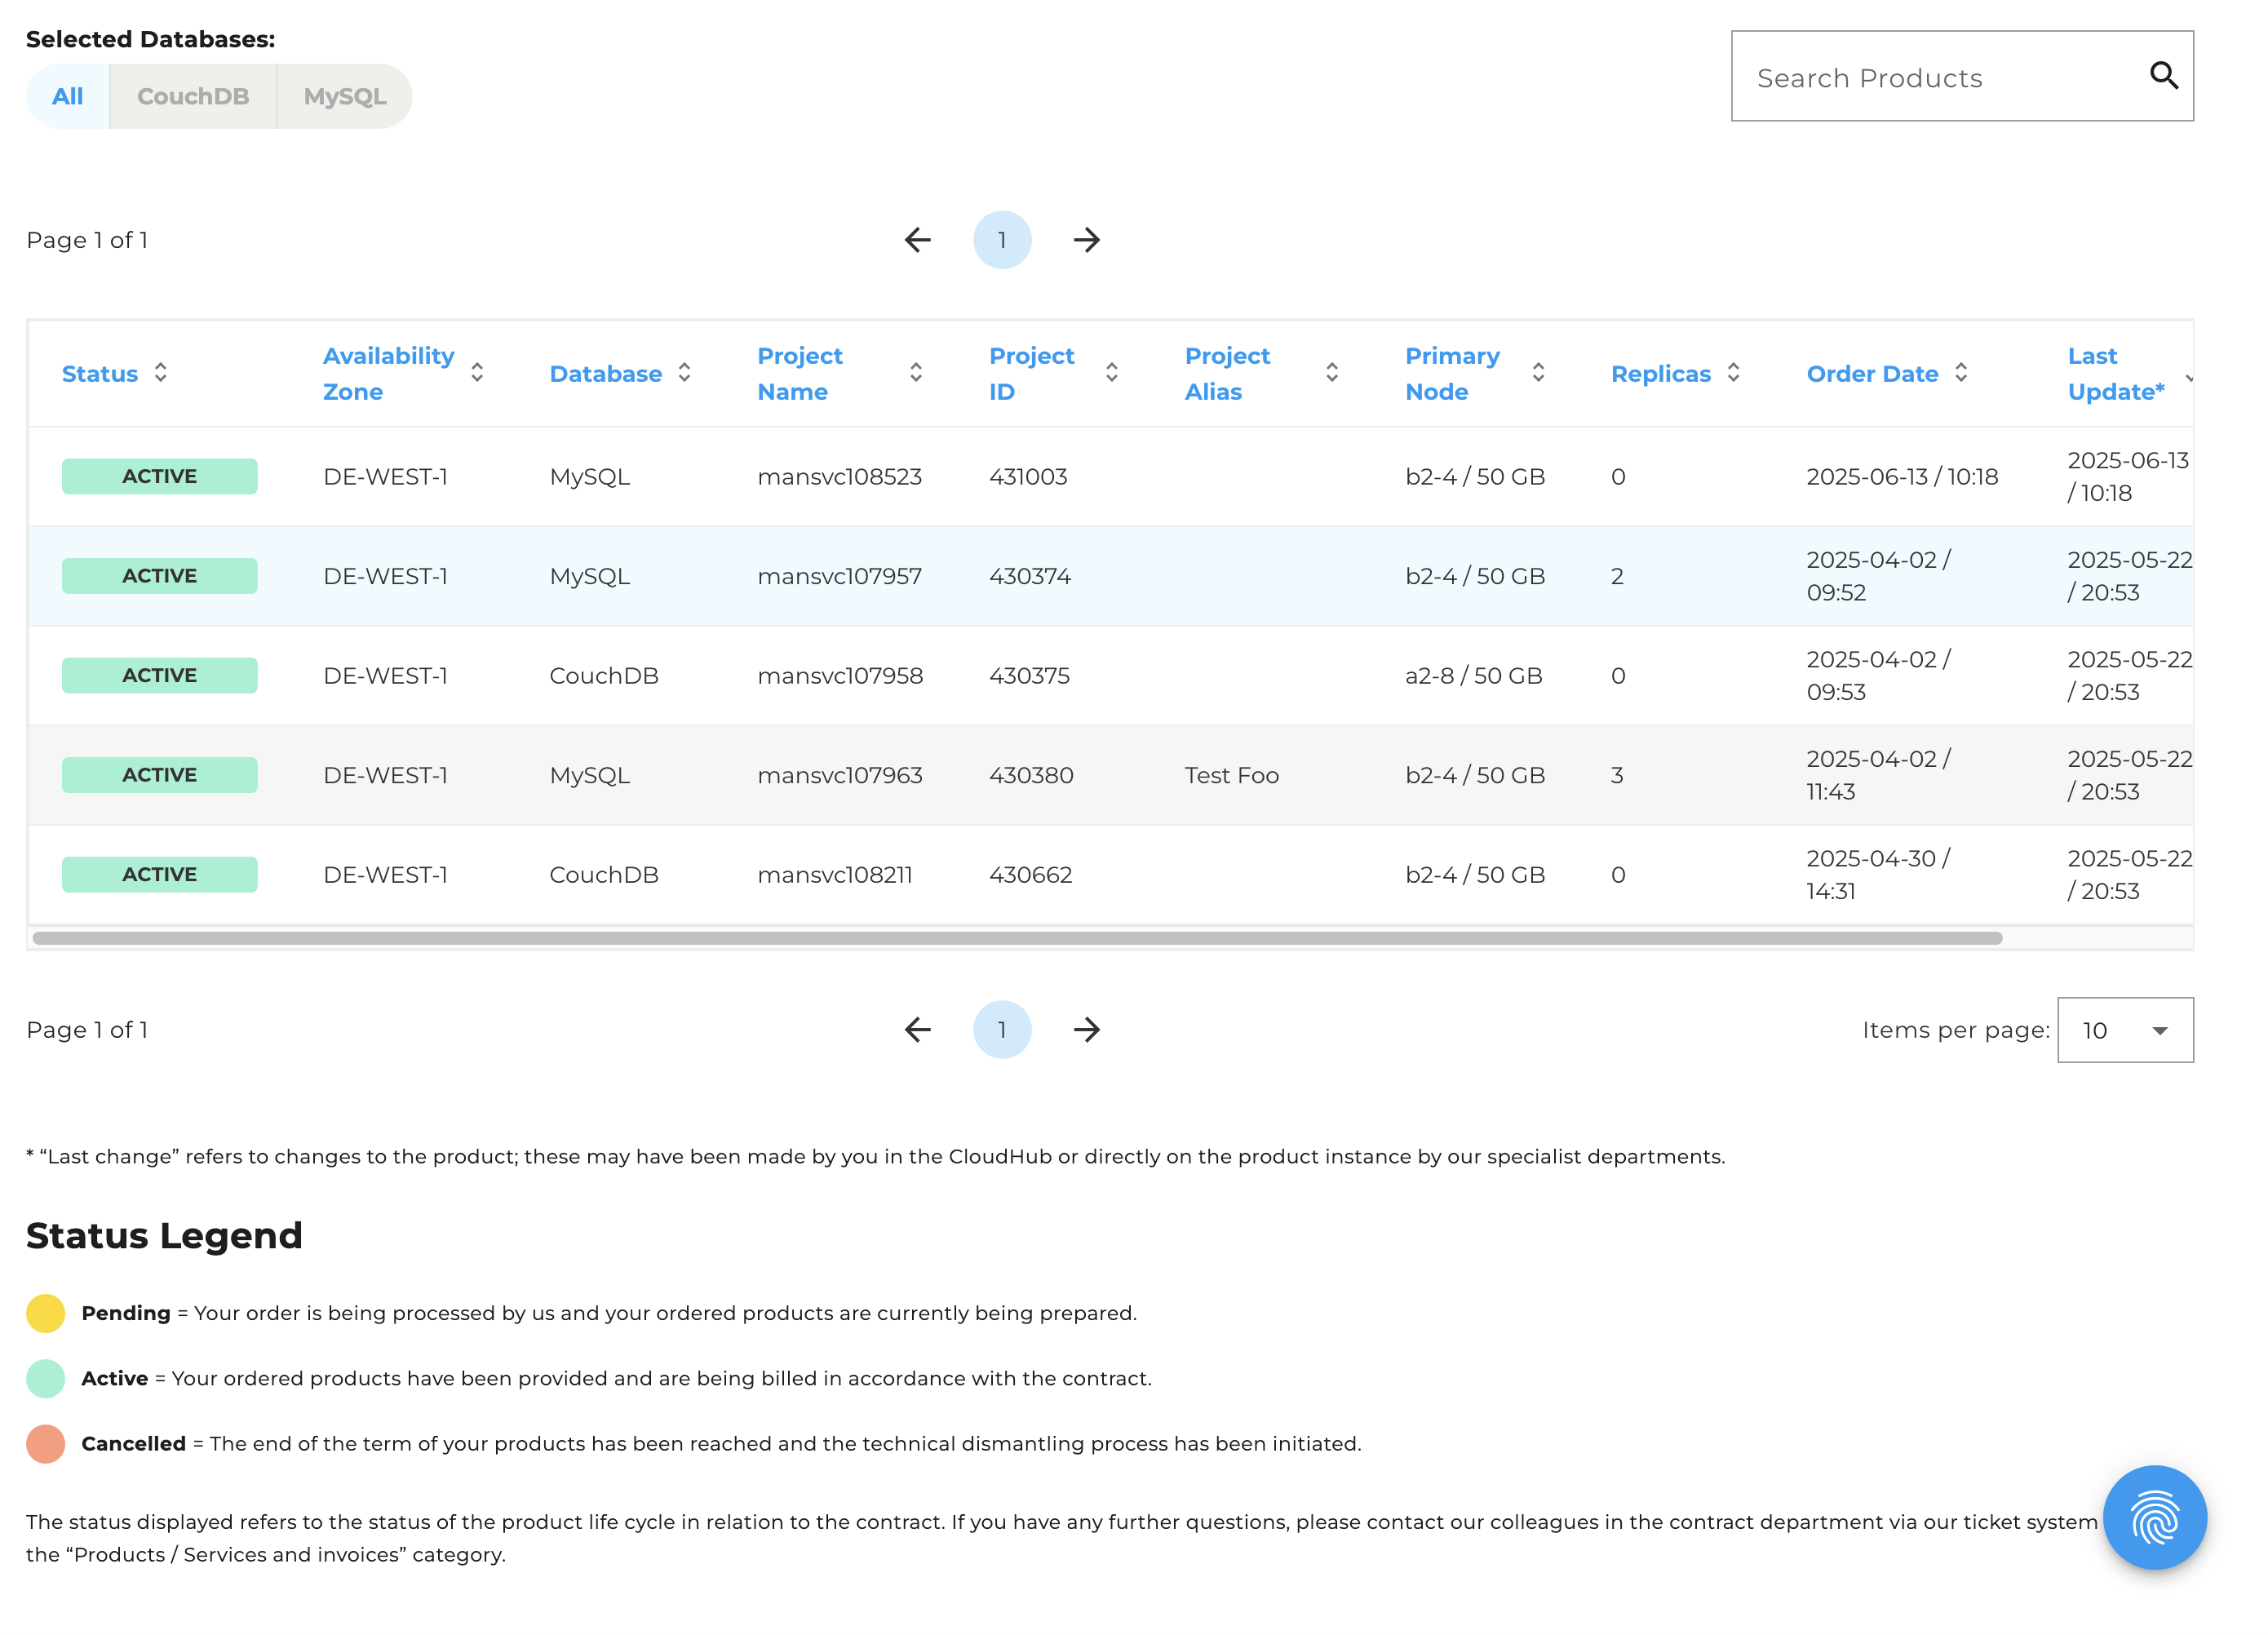 Selected Databases:
All CouchDB MySQL
Search Products
Page 1 of 1
1
Status Availability Zone Database Project Name Project ID Project Alias Primary Node Replicas Order Date Last Update*
ACTIVE DE-WEST-1 MySQL mansvc108523 431003 b2-4 / 50 GB 0 2025-06-13 / 10:18 2025-06-13 / 10:18
ACTIVE DE-WEST-1 MySQL mansvc107957 430374 b2-4 / 50 GB 2 2025-04-02 / 09:52 2025-05-22 / 20:53
ACTIVE DE-WEST-1 CouchDB mansvc107958 430375 a2-8 / 50 GB 0 2025-04-02 / 09:53 2025-05-22 / 20:53
ACTIVE DE-WEST-1 MySQL mansvc107963 430380 Test Foo b2-4 / 50 GB 3 2025-04-02 / 11:43 2025-05-22 / 20:53
ACTIVE DE-WEST-1 CouchDB mansvc108211 430662 b2-4 / 50 GB 0 2025-04-30 / 14:31 2025-05-22 / 20:53
Page 1 of 1
1
Items per page: 10
* “Last change” refers to changes to the product; these may have been made by you in the CloudHub or directly on the product instance by our specialist departments.
Status Legend
Pending = Your order is being processed by us and your ordered products are currently being prepared.
Active = Your ordered products have been provided and are being billed in accordance with the contract.
Cancelled = The end of the term of your products has been reached and the technical dismantling process has been initiated.
The status displayed refers to the status of the product life cycle in relation to the contract. If you have any further questions, please contact our colleagues in the contract department via our ticket system
the “Products / Services and invoices” category.